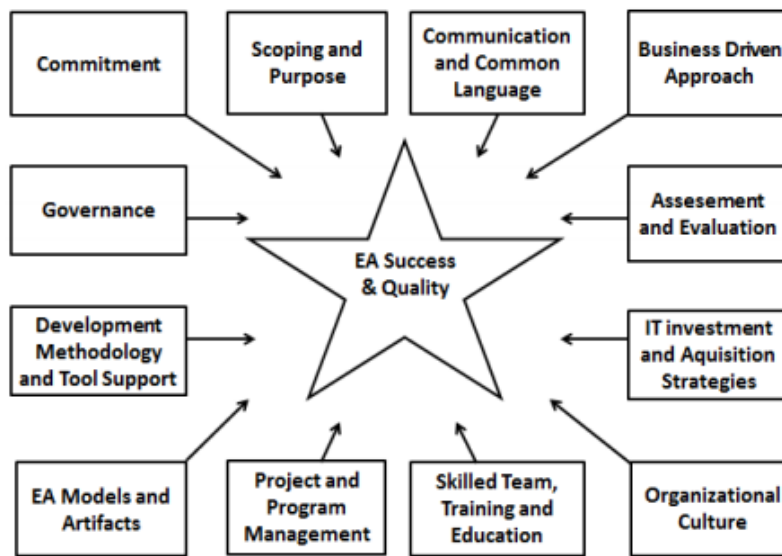 Commitment
Scoping and
Purpose
Communication
and Common
Language
Business Driven
Approach
Governance
EA Success
& Quality
Assesement
and Evaluation
Development
Methodology
and Tool Support
IT investment
and Aquisition
Strategies
EA Models and
Artifacts
Project and
Program
Management
Skilled Team,
Training and
Education
Organizational
Culture